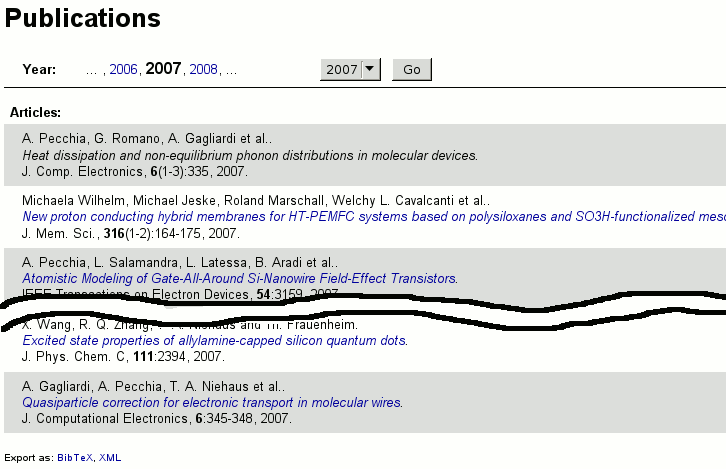 Publications
Year: ... , 2006, 2007, 2008, ... 2007 Go
Articles:
A. Pecchia, G. Romano, A. Gagliardi et al..
Heat dissipation and non-equilibrium phonon distributions in molecular devices.
J. Comp. Electronics, 6(1-3):335, 2007.
Michaela Wilhelm, Michael Jeske, Roland Marschall, Welchy L. Cavalcanti et al..
New proton conducting hybrid membranes for HT-PEMFC systems based on polysiloxanes and SO3H-functionalized
J. Mem. Sci., 316(1-2):164-175, 2007.
A. Pecchia, L. Salamandra, L. Latessa, B. Aradi et al..
Atomistic Modeling of Gate-All-Around Si-Nanowire Field-Effect Transistors.
IEEE Transactions on Electron Devices, 54:3159, 2007.
X. Wang, R. Q. Zhang, Niehaus and Th. Frauenheim.
Excited state properties of allylamine-capped silicon quantum dots.
J. Phys. Chem. C, 111:2394, 2007.
A. Gagliardi, A. Pecchia, T. A. Niehaus et al..
Quasiparticle correction for electronic transport in molecular wires.
J. Computational Electronics, 6:345-348, 2007.
Export as: BibTeX, XML